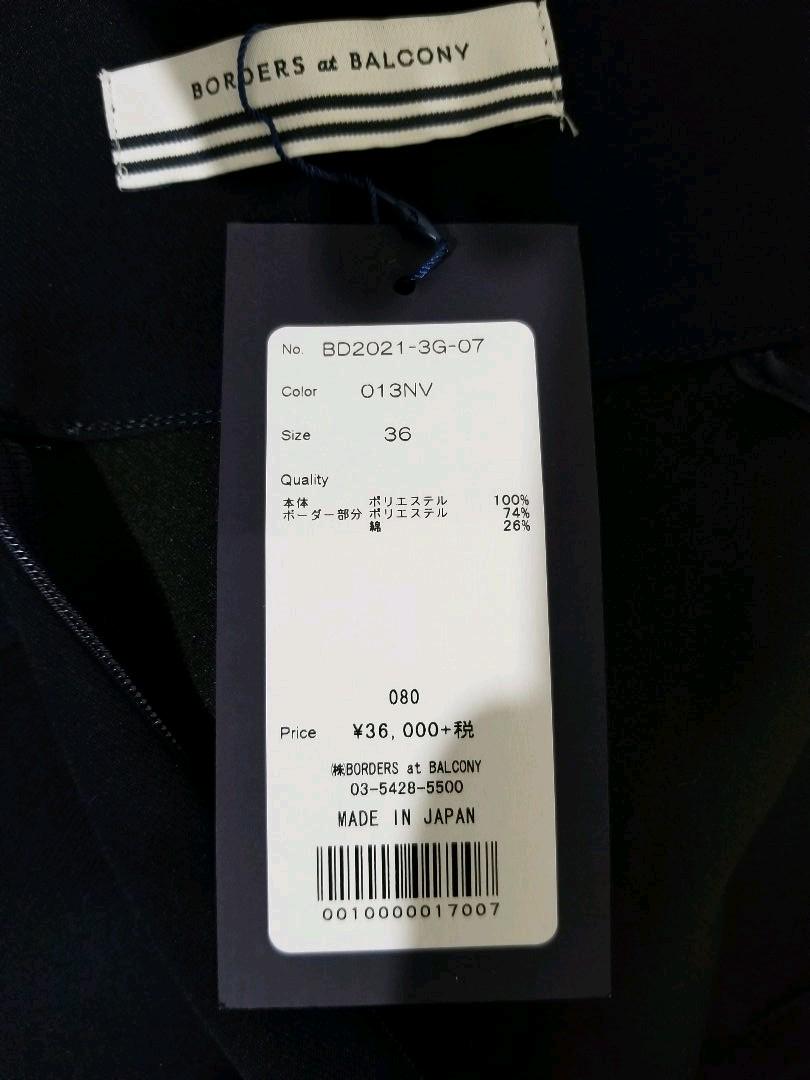 BORDERS at BALCONY
No. BD2021-3G-07
Color 013NV
Size 36
Quality
本体 ポリエステル 100%
ボーダー部分 ポリエステル 74%
綿 26%
080
Price ¥36,000+税
㈱BORDERS at BALCONY
03-5428-5500
MADE IN JAPAN
0010000017007